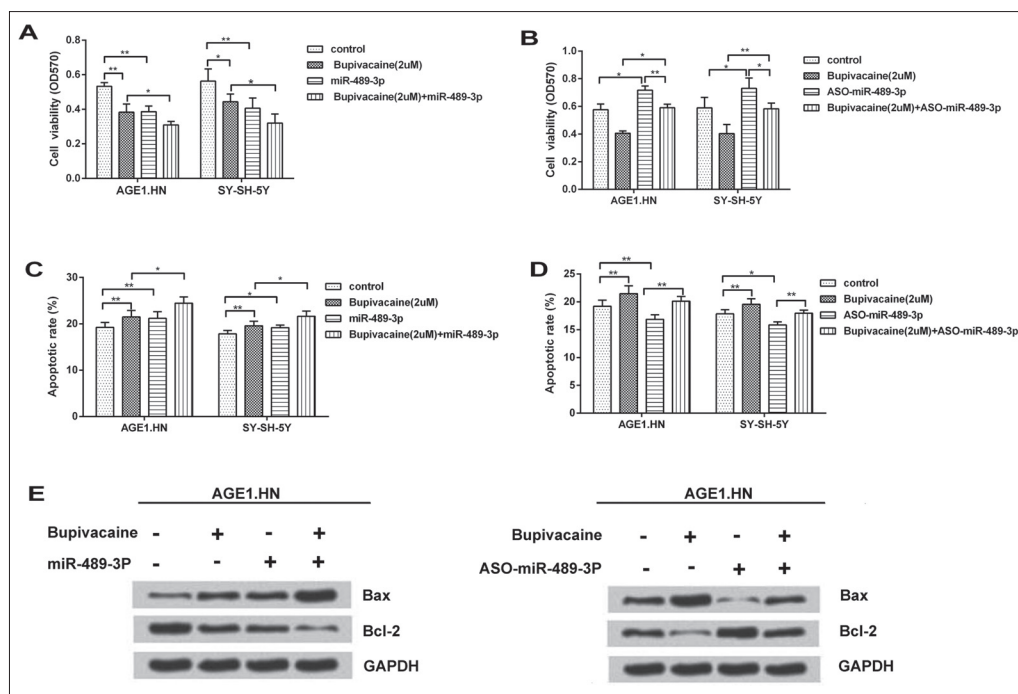 A
Cell viability (OD570)
0.8
0.6
0.4
0.2
0.0
**
**
*
**
*
*
AGE1.HN
SY-SH-5Y
control
Bupivacaine(2uM)
miR-489-3p
Bupivacaine(2uM)+miR-489-3p
B
Cell viability (OD570)
1.0
0.8
0.6
0.4
0.2
0.0
*
*
**
**
*
*
AGE1.HN
SY-SH-5Y
control
Bupivacaine(2uM)
ASO-miR-489-3p
Bupivacaine(2uM)+ASO-miR-489-3p
C
Apoptotic rate (%)
30
20
10
0
*
**
**
*
*
**
AGE1.HN
SY-SH-5Y
control
Bupivacaine(2uM)
miR-489-3p
Bupivacaine(2uM)+miR-489-3p
D
Apoptotic rate (%)
25
20
15
10
5
0
**
**
**
*
**
**
AGE1.HN
SY-SH-5Y
control
Bupivacaine(2uM)
ASO-miR-489-3p
Bupivacaine(2uM)+ASO-miR-489-3p
E
AGE1.HN
Bupivacaine - + - +
miR-489-3P - - + +
Bax
Bcl-2
GAPDH
AGE1.HN
Bupivacaine - + - +
ASO-miR-489-3P - - + +
Bax
Bcl-2
GAPDH